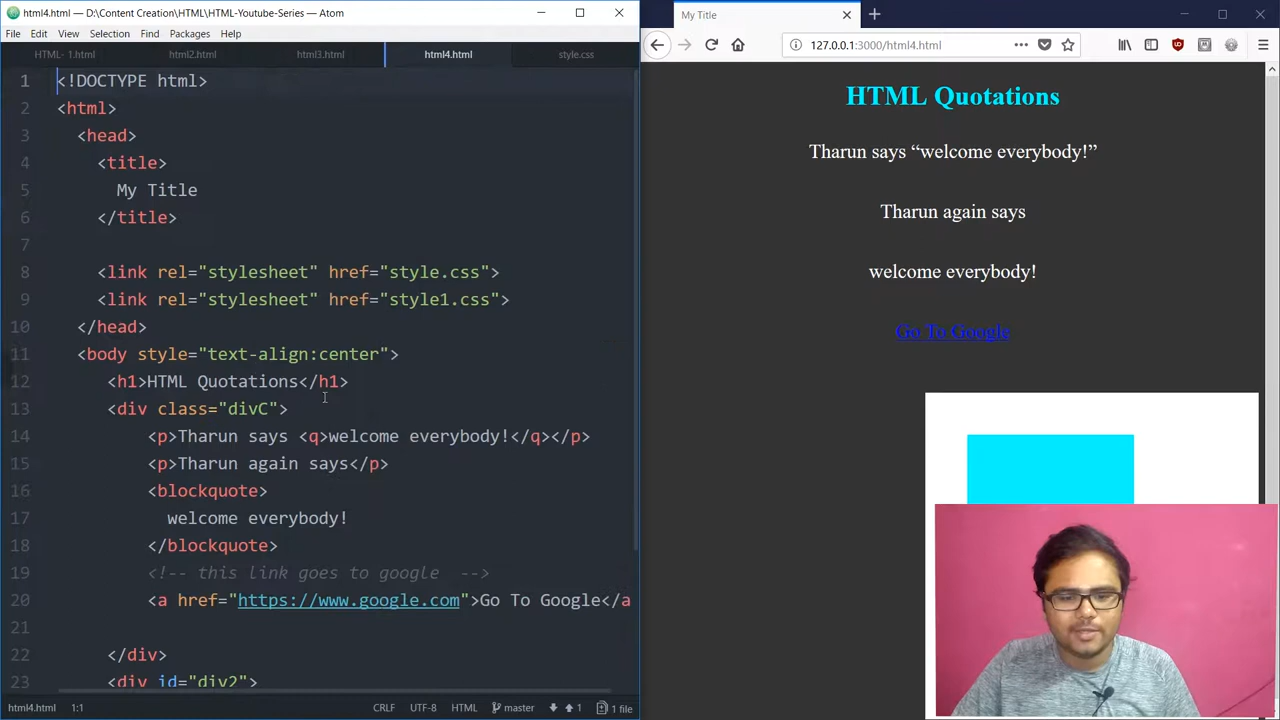 html4.html — D:\Content Creation\HTML\HTML-Youtube-Series — Atom
File Edit View Selection Find Packages Help
HTML- 1.html html2.html html3.html html4.html style.css
1 <!DOCTYPE html>
2 <html>
3 <head>
4 <title>
5 My Title
6 </title>
7
8 <link rel="stylesheet" href="style.css">
9 <link rel="stylesheet" href="style1.css">
10 </head>
11 <body style="text-align:center">
12 <h1>HTML Quotations</h1>
13 <div class="divC">
14 <p>Tharun says <q>welcome everybody!</q></p>
15 <p>Tharun again says</p>
16 <blockquote>
17 welcome everybody!
18 </blockquote>
19 <!-- this link goes to google -->
20 <a href="https://www.google.com">Go To Google</a
21
22 </div>
23 <div id="div2">
html4.html 1:1 CRLF UTF-8 HTML master 1 1 file
My Title
127.0.0.1:3000/html4.html
HTML Quotations
Tharun says “welcome everybody!”
Tharun again says
welcome everybody!
Go To Google